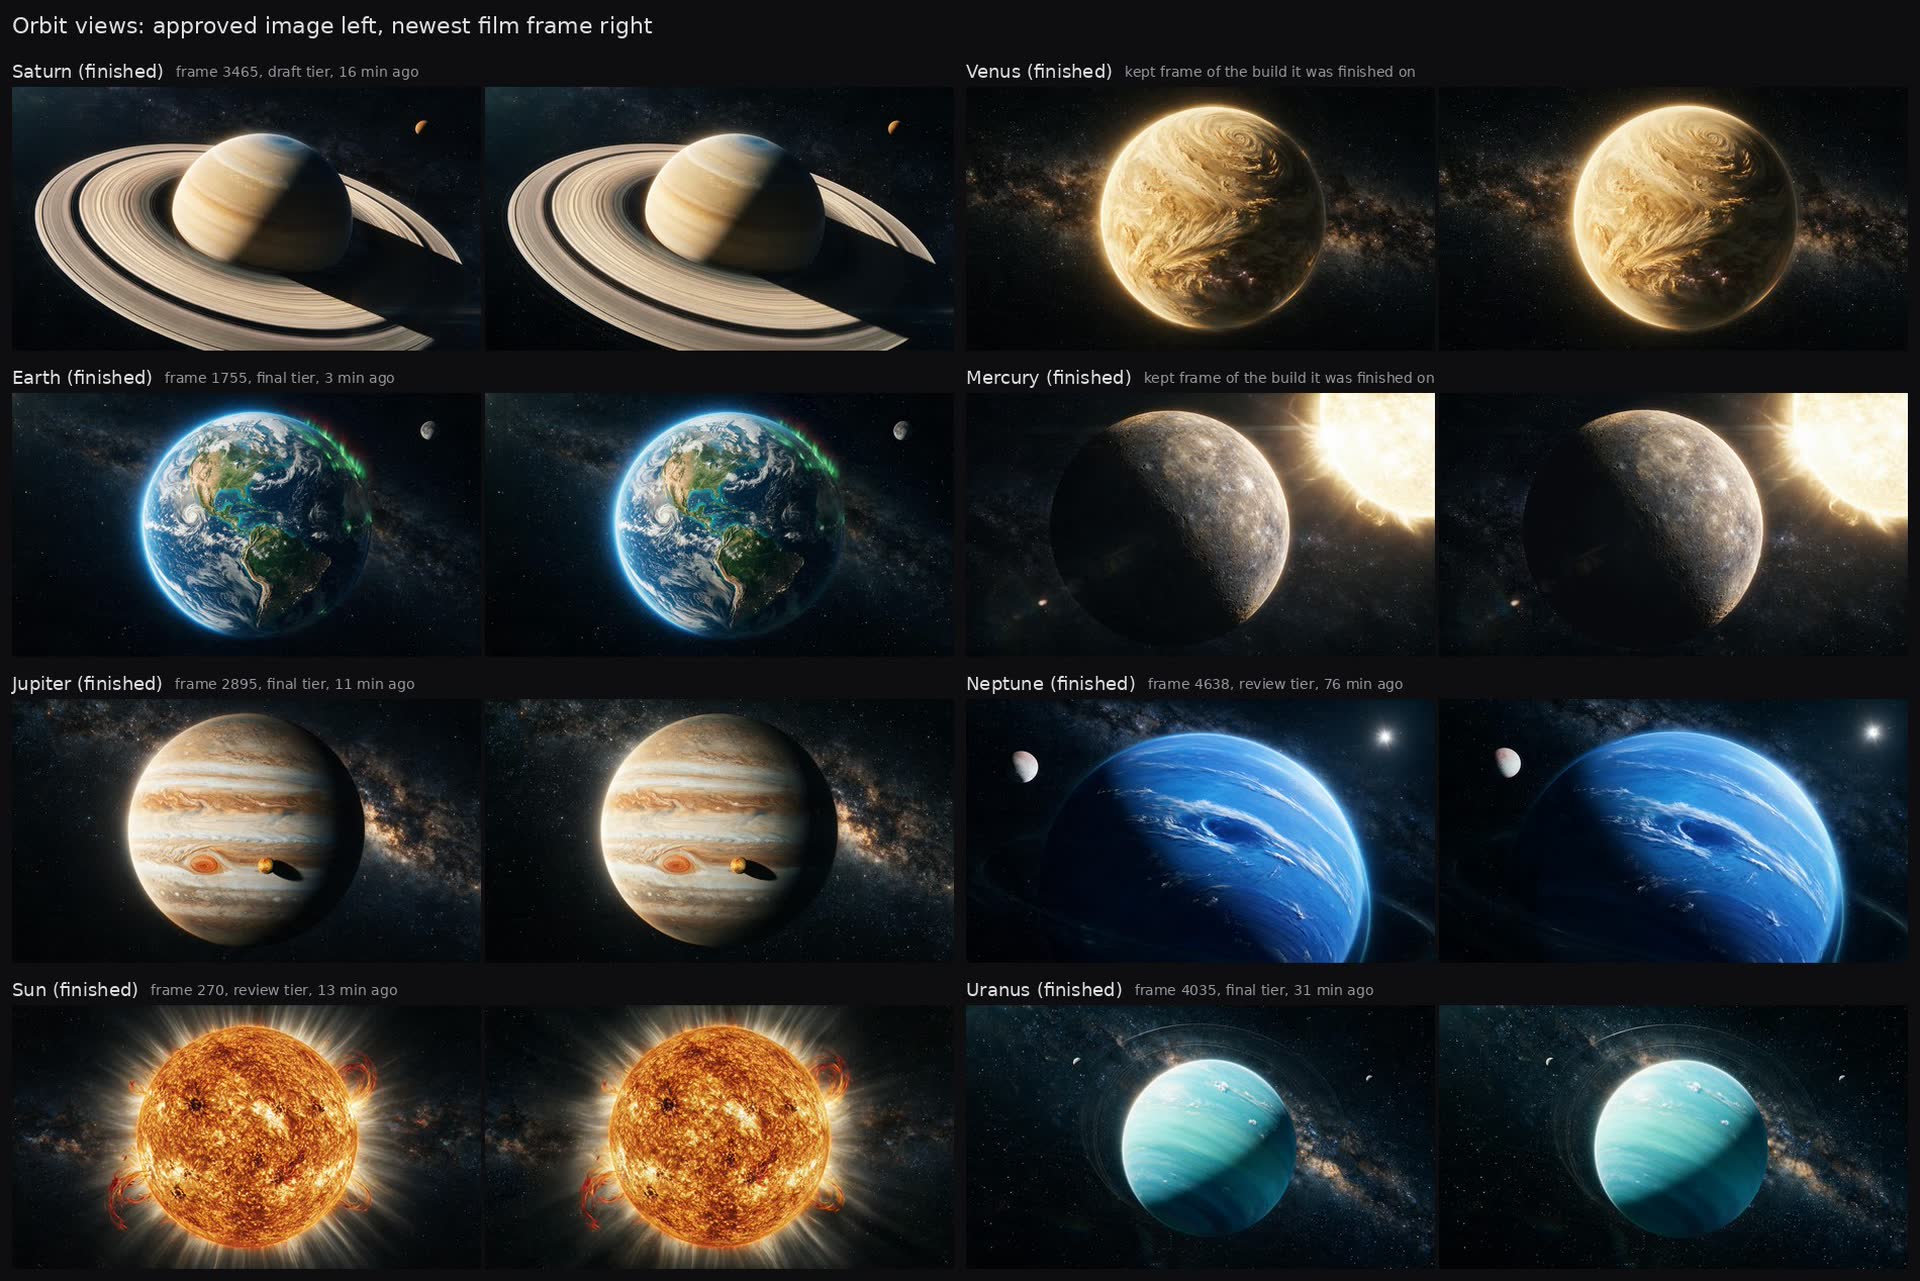 Orbit views: approved image left, newest film frame right
Saturn (finished) frame 3465, draft tier, 16 min ago
Venus (finished) kept frame of the build it was finished on
Earth (finished) frame 1755, final tier, 3 min ago
Mercury (finished) kept frame of the build it was finished on
Jupiter (finished) frame 2895, final tier, 11 min ago
Neptune (finished) frame 4638, review tier, 76 min ago
Sun (finished) frame 270, review tier, 13 min ago
Uranus (finished) frame 4035, final tier, 31 min ago